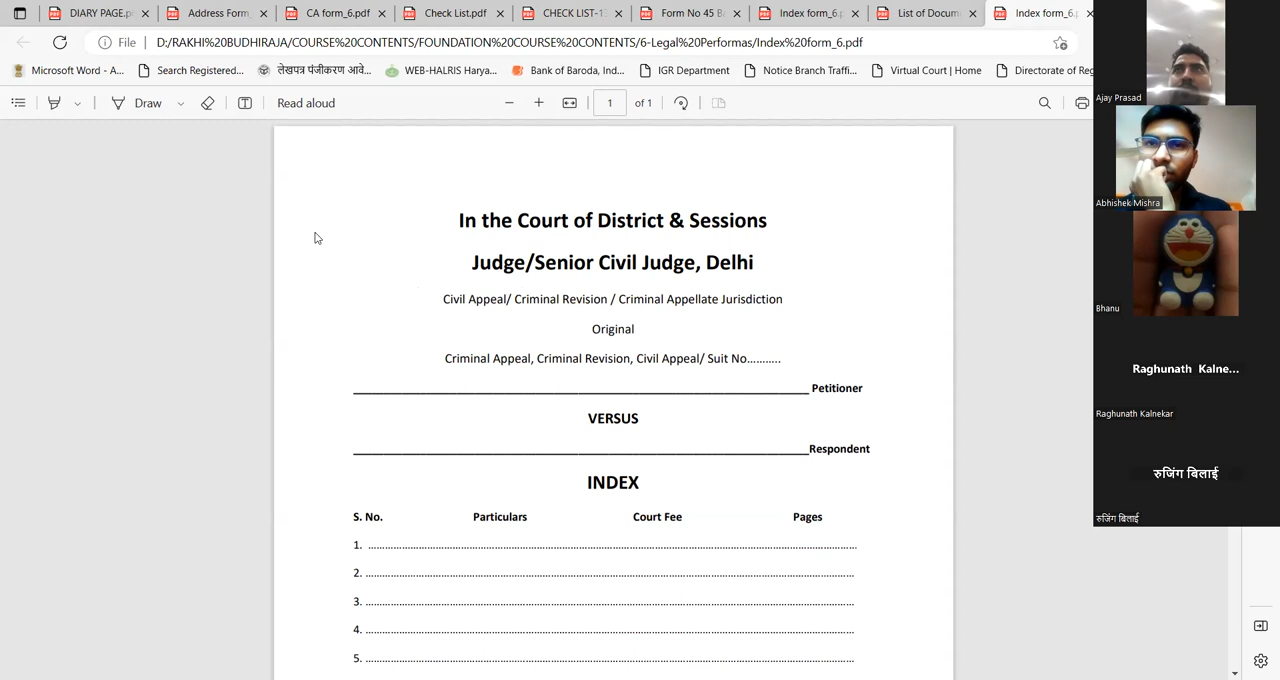 DIARY PAGE.p
Address Form
CA form_6.pdf
Check List.pdf
CHECK LIST-1
Form No 45 B
Index form_6.p
List of Docum
Index form_6.p
File
D:/RAKHI%20BUDHIRAJA/COURSE%20CONTENTS/FOUNDATION%20COURSE%20CONTENTS/6-Legal%20Performas/Index%20form_6.pdf
Microsoft Word - A...
Search Registered...
लेखपत्र पंजीकरण आवे...
WEB-HALRIS Harya...
Bank of Baroda, Ind...
IGR Department
Notice Branch Traffi...
Virtual Court | Home
Directorate of Reg
Draw
Read aloud
1 of 1
In the Court of District & Sessions
Judge/Senior Civil Judge, Delhi
Civil Appeal/ Criminal Revision / Criminal Appellate Jurisdiction
Original
Criminal Appeal, Criminal Revision, Civil Appeal/ Suit No...........
Petitioner
VERSUS
Respondent
INDEX
S. No. Particulars Court Fee Pages
1.
2.
3.
4.
5.
Ajay Prasad
Abhishek Mishra
Bhanu
Raghunath Kalne...
Raghunath Kalnekar
रुजिंग बिलाई
रुजिंग बिलाई